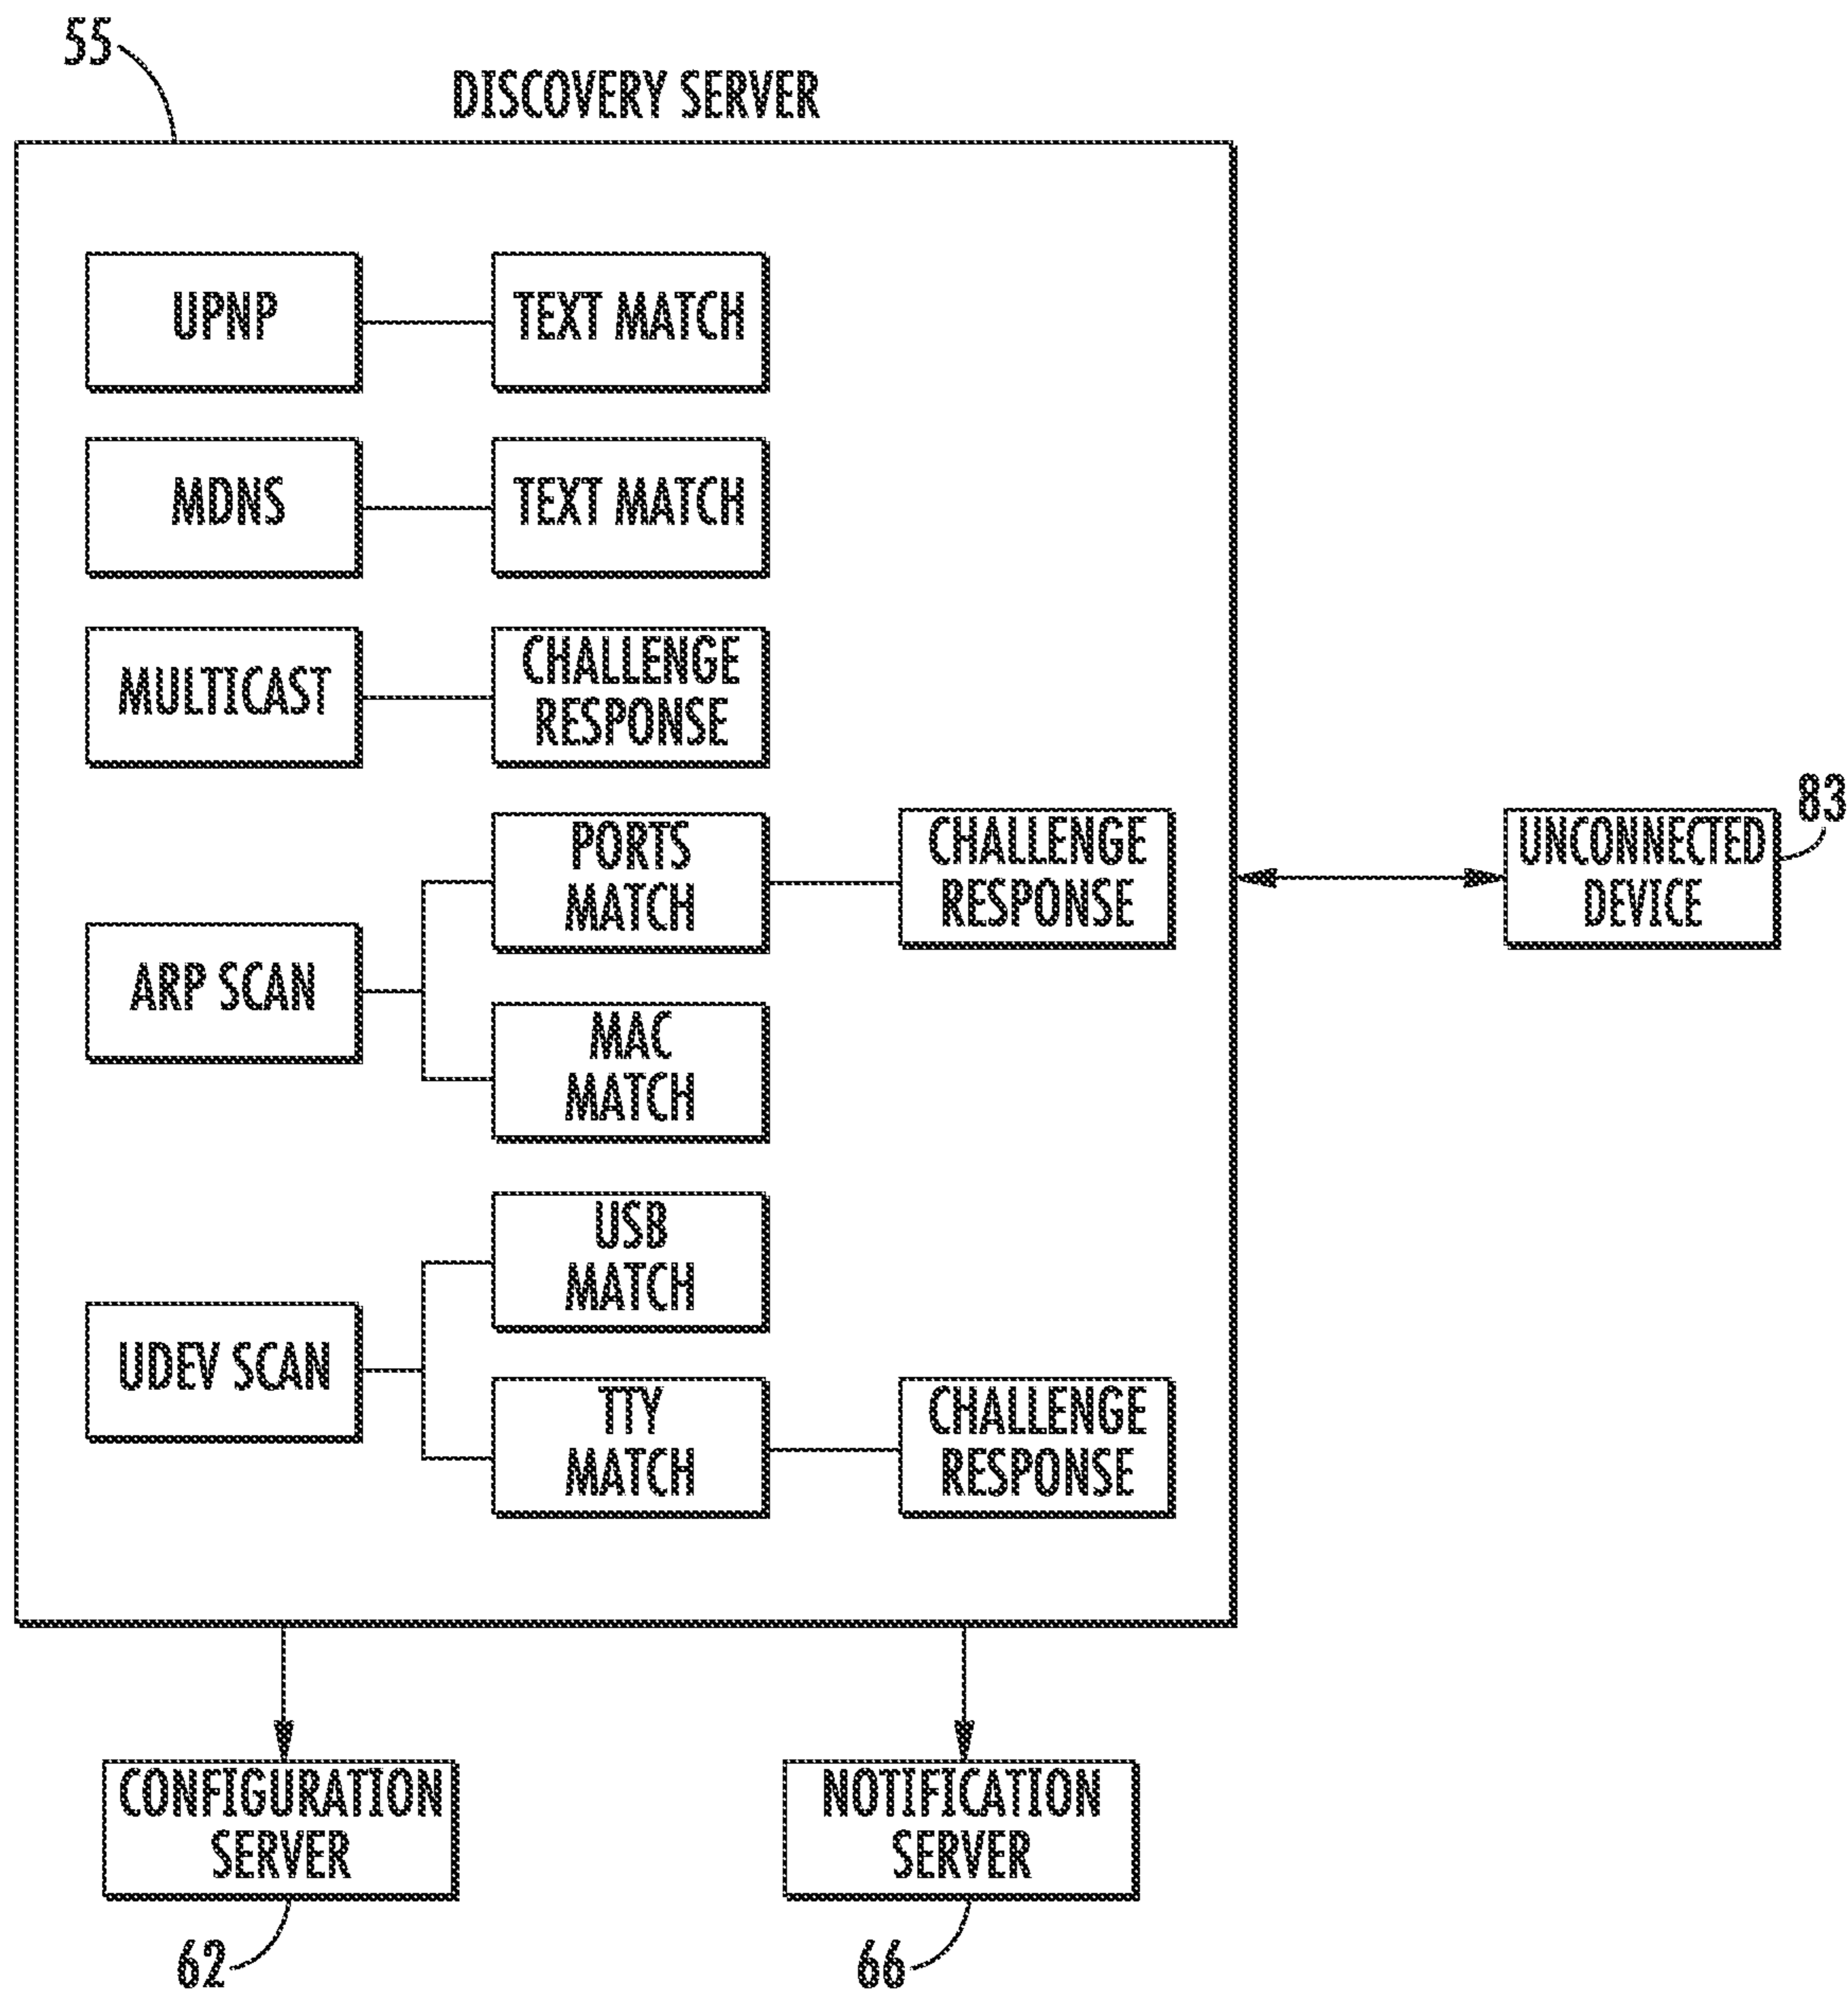 55
DISCOVERY SERVER
UPNP
TEXT MATCH
MDNS
TEXT MATCH
MULTICAST
CHALLENGE
RESPONSE
ARP SCAN
PORTS
MATCH
CHALLENGE
RESPONSE
MAC
MATCH
UDEV SCAN
USB
MATCH
TTY
MATCH
CHALLENGE
RESPONSE
83
UNCONNECTED
DEVICE
CONFIGURATION
SERVER
62
NOTIFICATION
SERVER
66